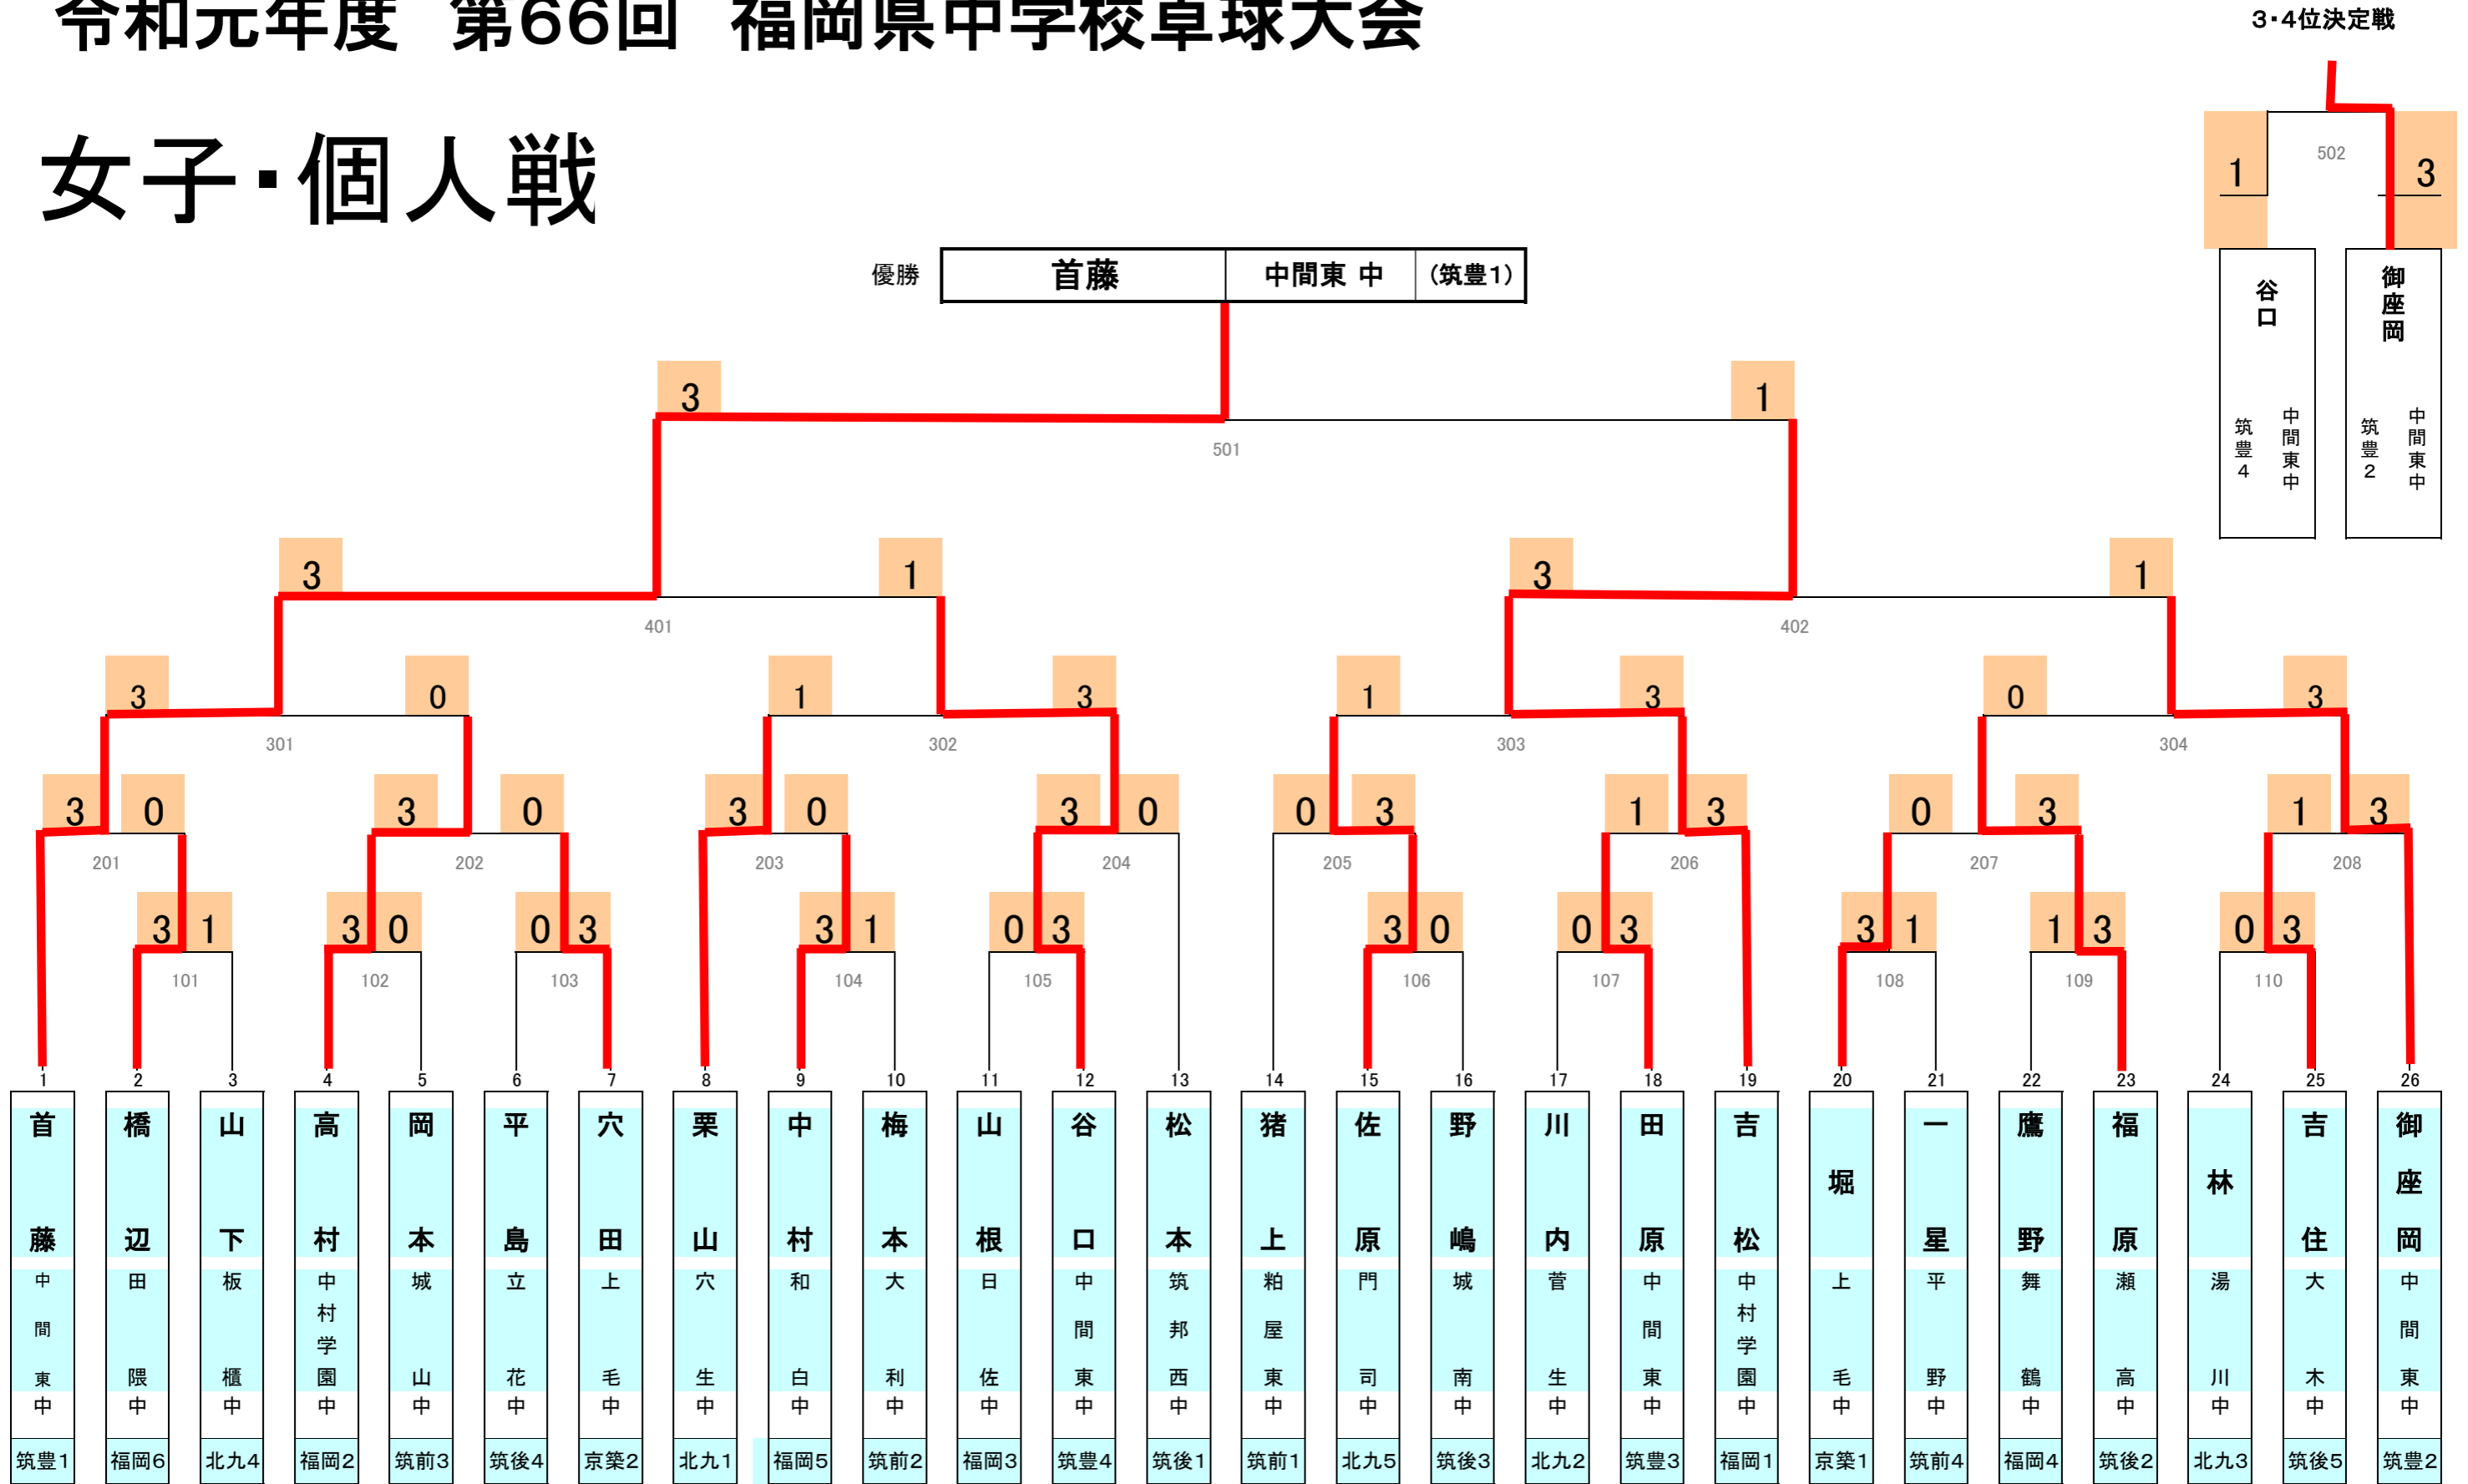 令和元年度　第66回　福岡県中学校卓球大会
3・4位決定戦
女子・個人戦
1 502 3
優勝 首藤 中間東 中 (筑豊1)
谷口 筑豊4 中間東中
御座岡 筑豊2 中間東中
3 1
501
3 1 3 1
401 402
3 0 1 3 1 3 0 3
301 302 303 304
3 0 3 0 3 0 3 0 0 3 1 3 0 3 1 3
201 202 203 204 205 206 207 208
3 1 3 0 0 3 3 1 0 3 3 0 0 3 3 1 1 3 0 3
101 102 103 104 105 106 107 108 109 110
1 2 3 4 5 6 7 8 9 10 11 12 13 14 15 16 17 18 19 20 21 22 23 24 25 26
首藤 中間東中 筑豊1
橋辺 田隈中 福岡6
山下 板櫃中 北九4
高村 中村学園中 福岡2
岡本 城山中 筑前3
平島 立花中 筑後4
穴田 上毛中 京築2
栗山 穴生中 北九1
中村 和白中 福岡5
梅本 大利中 筑前2
山根 日佐中 福岡3
谷口 中間東中 筑豊4
松本 筑邦西中 筑後1
猪上 粕屋東中 筑前1
佐原 門司中 北九5
野嶋 城南中 筑後3
川内 菅生中 北九2
田原 中間東中 筑豊3
吉松 中村学園中 福岡1
堀 上毛中 京築1
一星 平野中 筑前4
鷹野 舞鶴中 福岡4
福原 瀬高中 筑後2
林 湯川中 北九3
吉住 大木中 筑後5
御座岡 中間東中 筑豊2